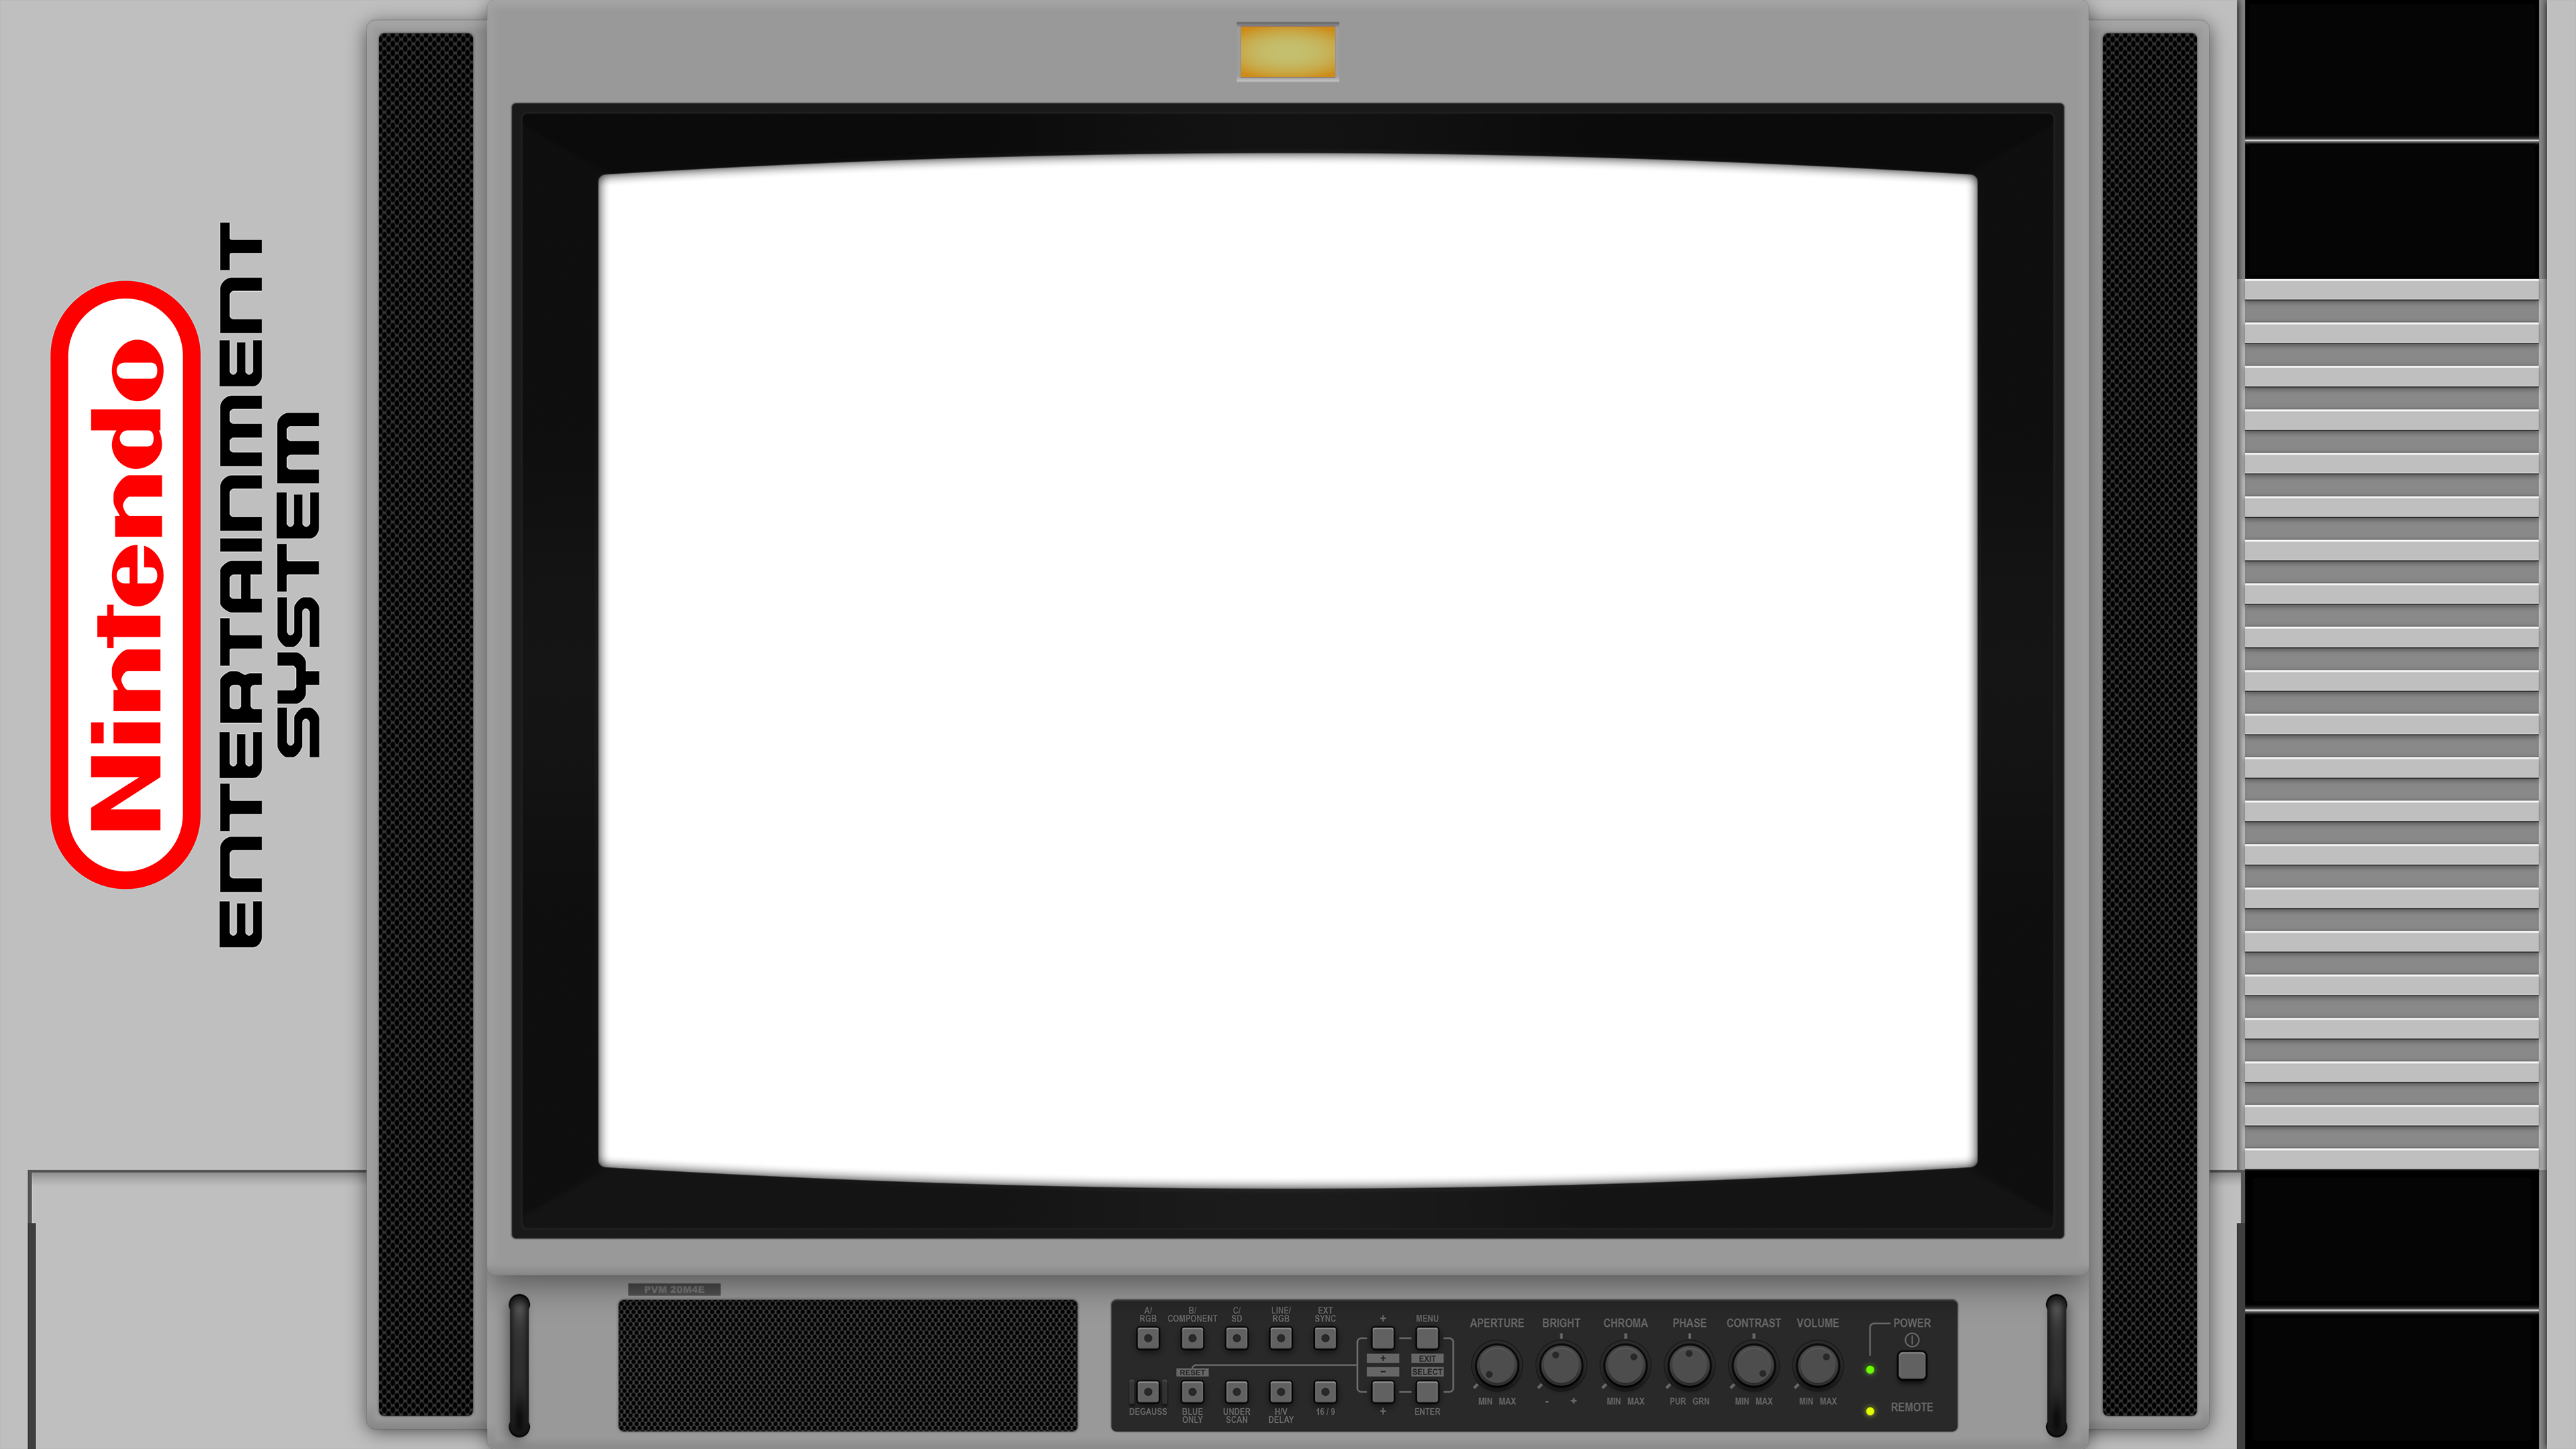 Nintendo
ENTERTAINMENT
SYSTEM
PVM 20M4E
A/ RGB
B/ COMPONENT
C/ SD
LINE/ RGB
EXT SYNC
+
MENU
+
EXIT
RESET
−
SELECT
DEGAUSS
BLUE ONLY
UNDER SCAN
H/V DELAY
16 / 9
+
ENTER
APERTURE
BRIGHT
CHROMA
PHASE
CONTRAST
VOLUME
MIN MAX
- +
MIN MAX
PUR GRN
MIN MAX
MIN MAX
POWER
REMOTE